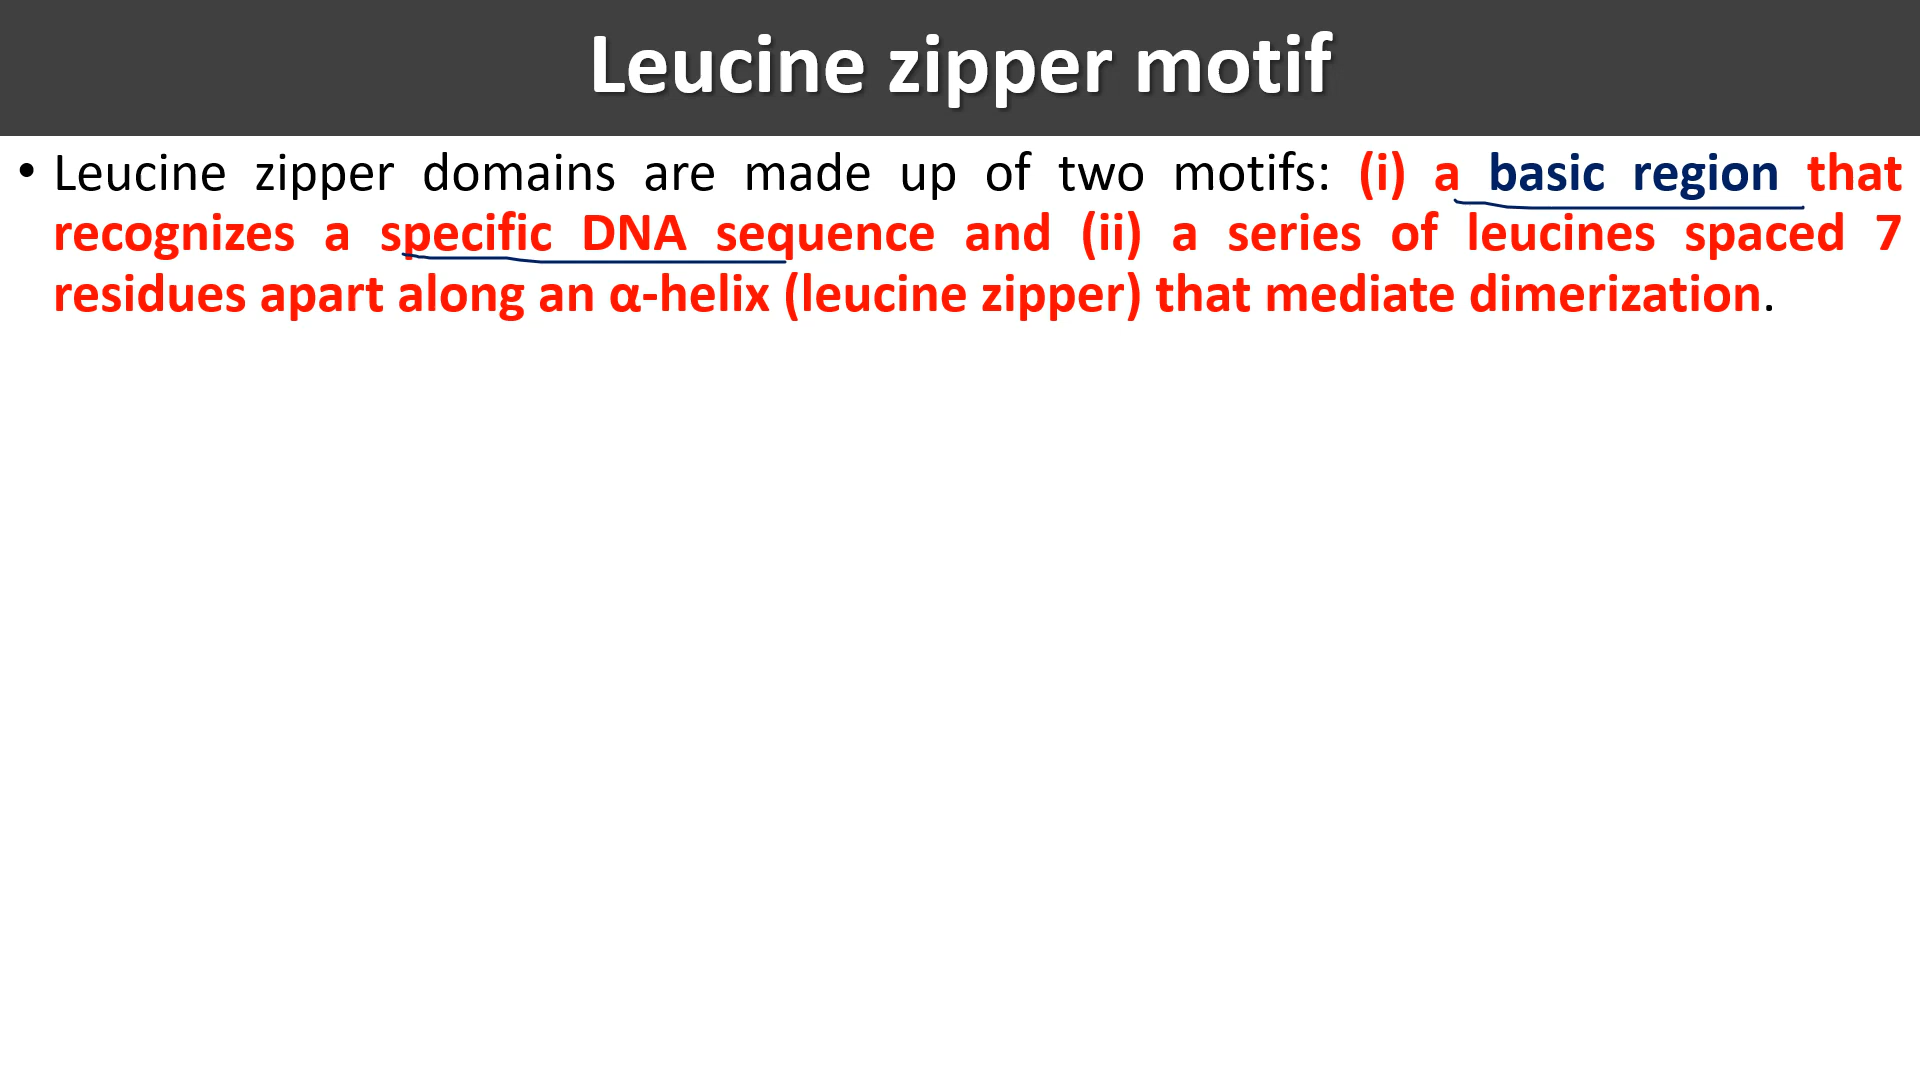 Leucine zipper motif
• Leucine zipper domains are made up of two motifs: (i) a basic region that
recognizes a specific DNA sequence and (ii) a series of leucines spaced 7
residues apart along an α-helix (leucine zipper) that mediate dimerization.